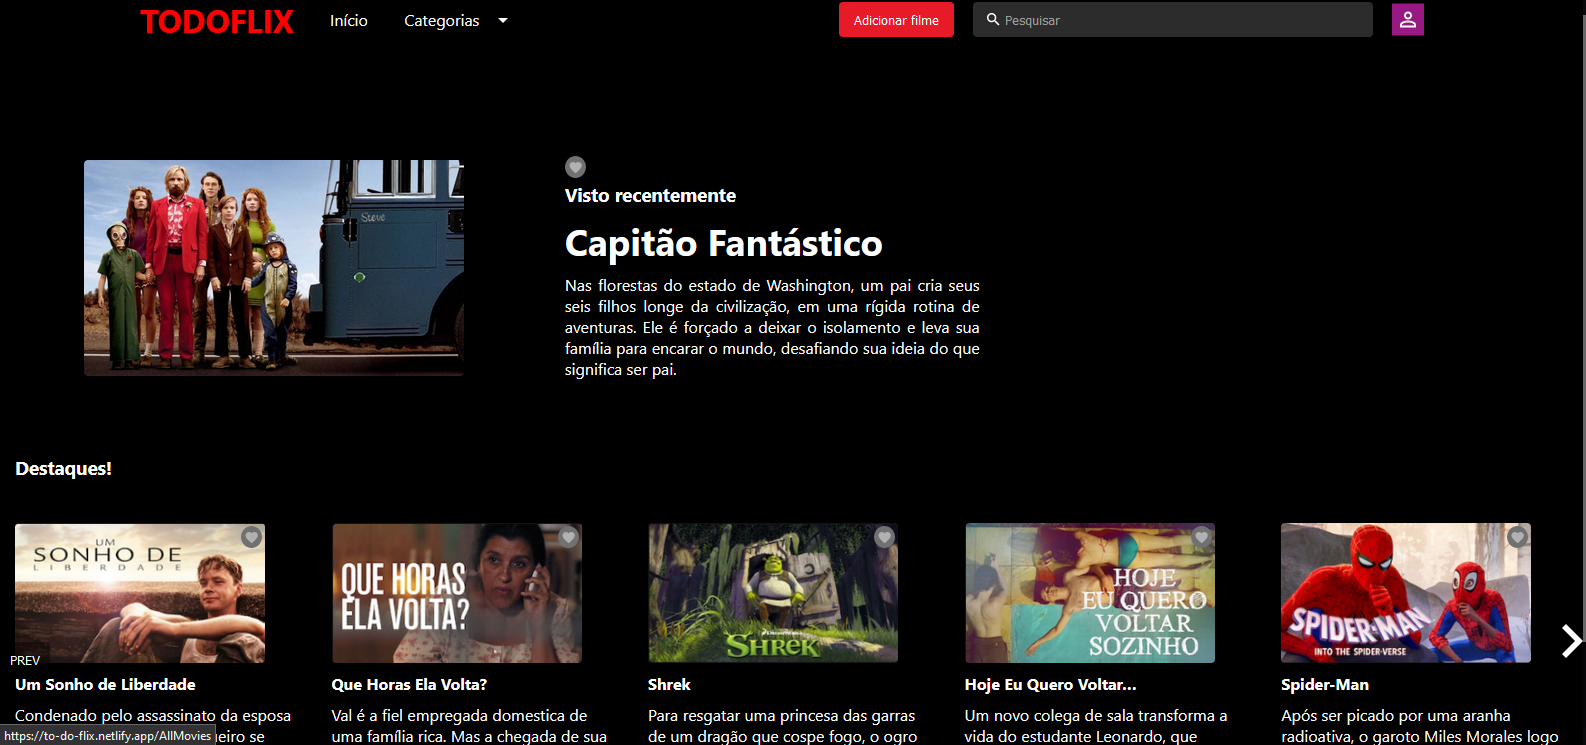 TODOFLIX
Início
Categorias
Adicionar filme
Pesquisar
Steve
Visto recentemente
Capitão Fantástico
Nas florestas do estado de Washington, um pai cria seus
seis filhos longe da civilização, em uma rígida rotina de
aventuras. Ele é forçado a deixar o isolamento e leva sua
família para encarar o mundo, desafiando sua ideia do que
significa ser pai.
Destaques!
UM
SONHO DE
LIBERDADE
QUE HORAS
ELA VOLTA?
SHREK
HOJE
EU QUERO
VOLTAR
SOZINHO
SPIDER-MAN
INTO THE SPIDER-VERSE
PREV
Um Sonho de Liberdade
Que Horas Ela Volta?
Shrek
Hoje Eu Quero Voltar...
Spider-Man
Condenado pelo assassinato da esposa
eiro se
Val é a fiel empregada domestica de
uma família rica. Mas a chegada de sua
Para resgatar uma princesa das garras
de um dragão que cospe fogo, o ogro
Um novo colega de sala transforma a
vida do estudante Leonardo, que
Após ser picado por uma aranha
radioativa, o garoto Miles Morales logo
https://to-do-flix.netlify.app/AllMovies